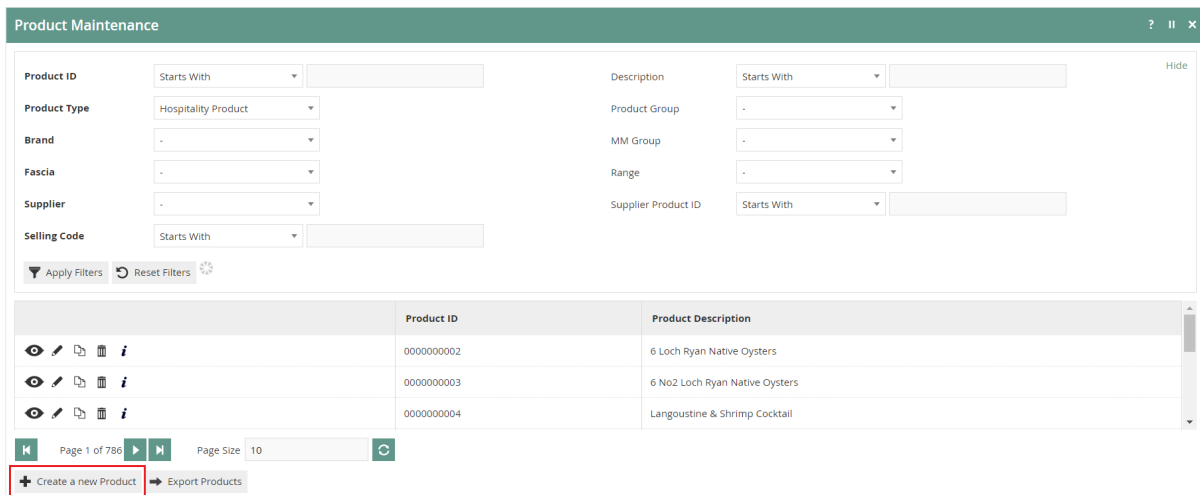 Product Maintenance ? II ×
Hide
Product ID Starts With Description Starts With
Product Type Hospitality Product Product Group -
Brand - MM Group -
Fascia - Range -
Supplier - Supplier Product ID Starts With
Selling Code Starts With
Apply Filters Reset Filters
Product ID Product Description
i 0000000002 6 Loch Ryan Native Oysters
i 0000000003 6 No2 Loch Ryan Native Oysters
i 0000000004 Langoustine & Shrimp Cocktail
Page 1 of 786 Page Size 10
Create a new Product Export Products